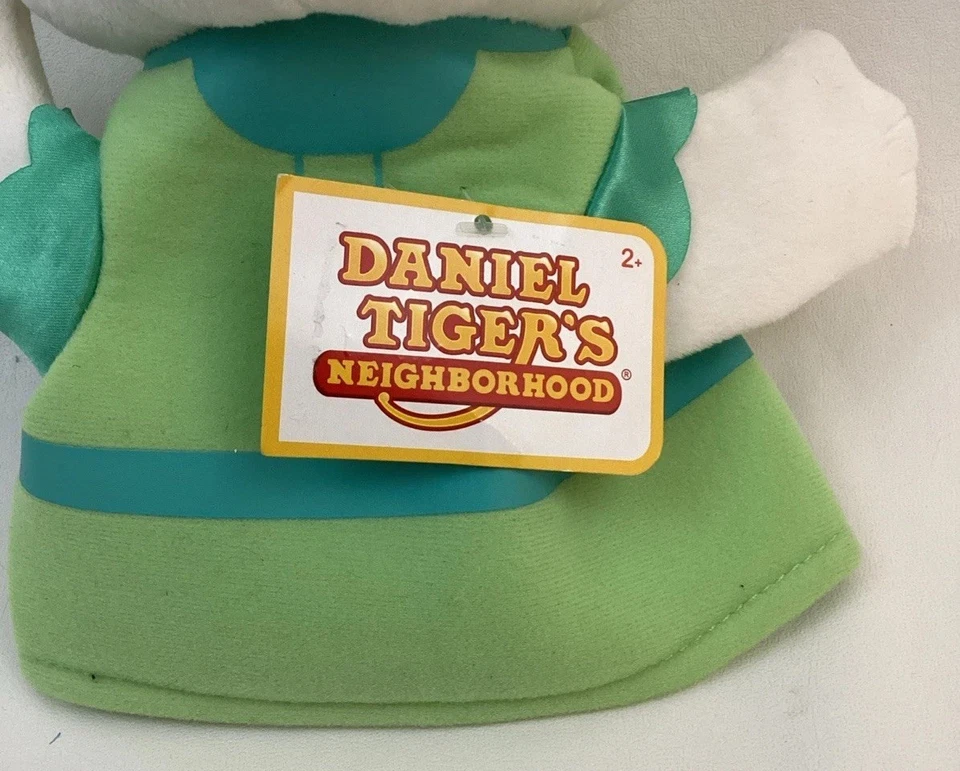 2+
DANIEL
TIGER'S
NEIGHBORHOOD®